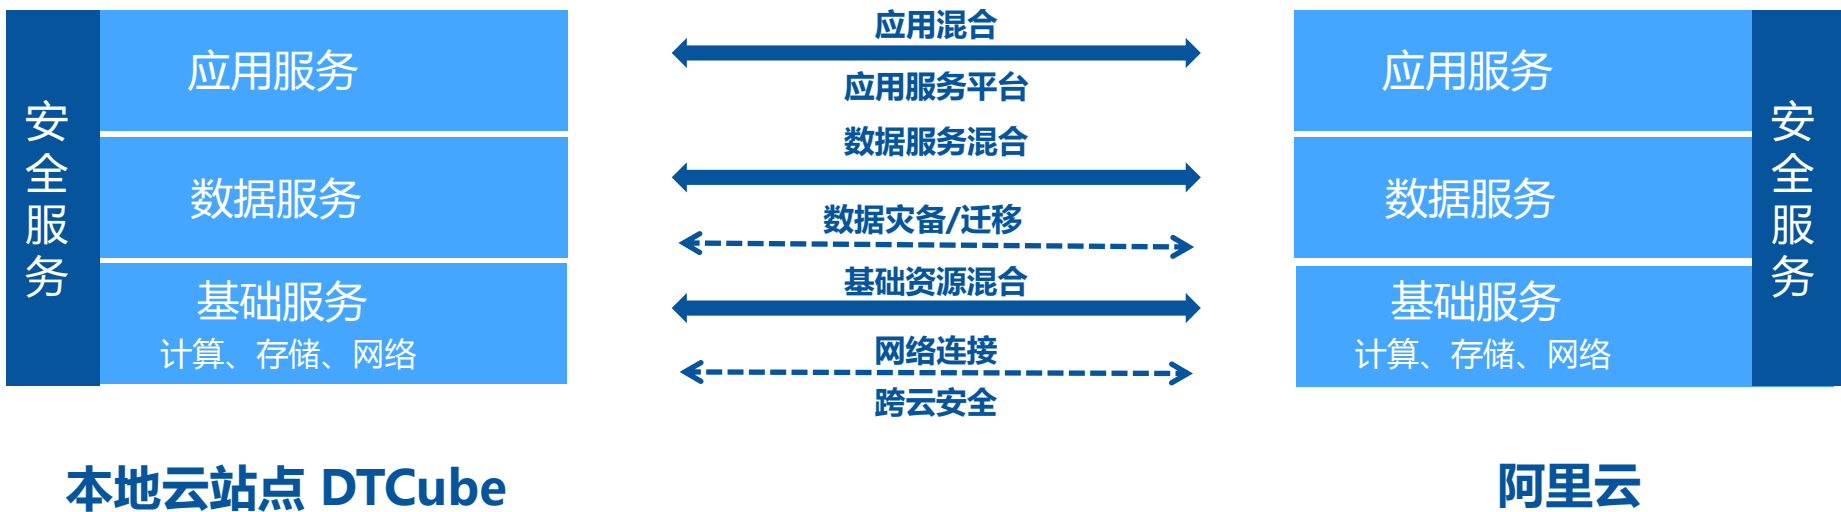 安全服务
应用服务
数据服务
基础服务
计算、存储、网络
应用混合
应用服务平台
数据服务混合
数据灾备/迁移
基础资源混合
网络连接
跨云安全
应用服务
数据服务
基础服务
计算、存储、网络
安全服务
本地云站点 DTCube
阿里云